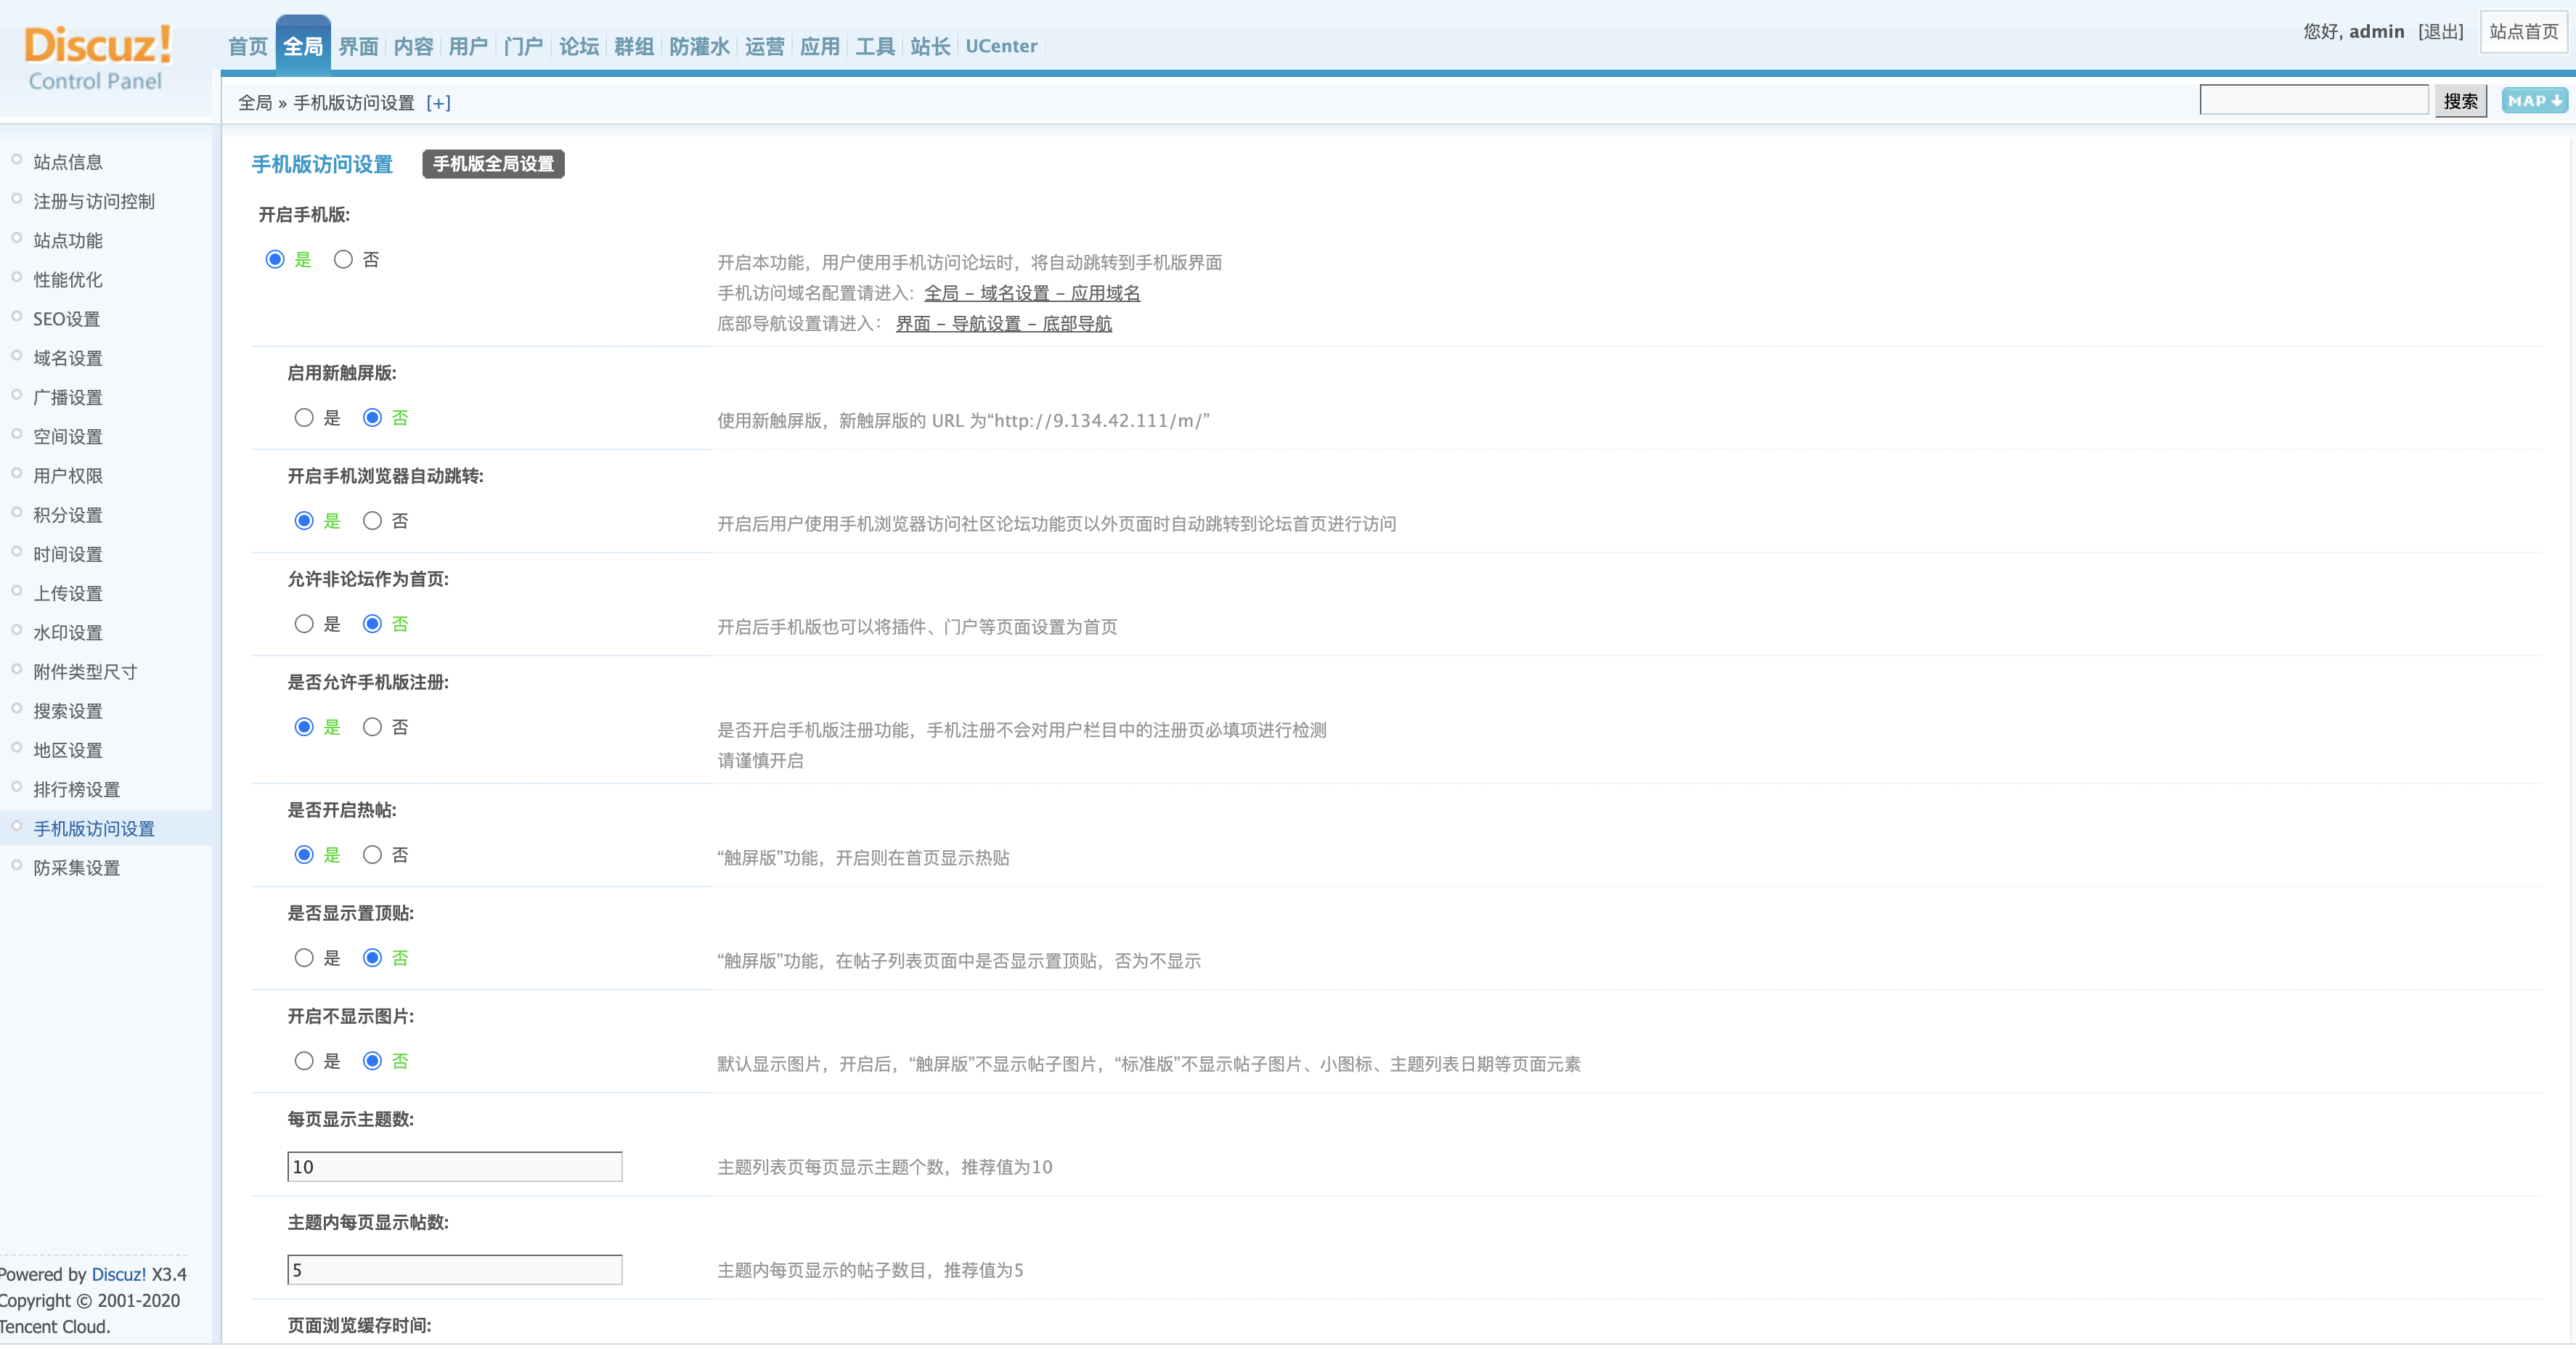 Discuz!
Control Panel
首页 全局 界面 内容 用户 门户 论坛 群组 防灌水 运营 应用 工具 站长 UCenter
您好, admin [退出] 站点首页
全局 » 手机版访问设置 [+]
搜索 MAP
站点信息
注册与访问控制
站点功能
性能优化
SEO设置
域名设置
广播设置
空间设置
用户权限
积分设置
时间设置
上传设置
水印设置
附件类型尺寸
搜索设置
地区设置
排行榜设置
手机版访问设置
防采集设置
Powered by Discuz! X3.4
Copyright © 2001-2020
Tencent Cloud.
手机版访问设置 手机版全局设置
开启手机版:
是 否
开启本功能，用户使用手机访问论坛时，将自动跳转到手机版界面
手机访问域名配置请进入：全局 – 域名设置 – 应用域名
底部导航设置请进入： 界面 – 导航设置 – 底部导航
启用新触屏版:
是 否
使用新触屏版，新触屏版的 URL 为“http://9.134.42.111/m/”
开启手机浏览器自动跳转:
是 否
开启后用户使用手机浏览器访问社区论坛功能页以外页面时自动跳转到论坛首页进行访问
允许非论坛作为首页:
是 否
开启后手机版也可以将插件、门户等页面设置为首页
是否允许手机版注册:
是 否
是否开启手机版注册功能，手机注册不会对用户栏目中的注册页必填项进行检测
请谨慎开启
是否开启热帖:
是 否
“触屏版”功能，开启则在首页显示热贴
是否显示置顶贴:
是 否
“触屏版”功能，在帖子列表页面中是否显示置顶贴，否为不显示
开启不显示图片:
是 否
默认显示图片，开启后，“触屏版”不显示帖子图片，“标准版”不显示帖子图片、小图标、主题列表日期等页面元素
每页显示主题数:
10
主题列表页每页显示主题个数，推荐值为10
主题内每页显示帖数:
5
主题内每页显示的帖子数目，推荐值为5
页面浏览缓存时间: